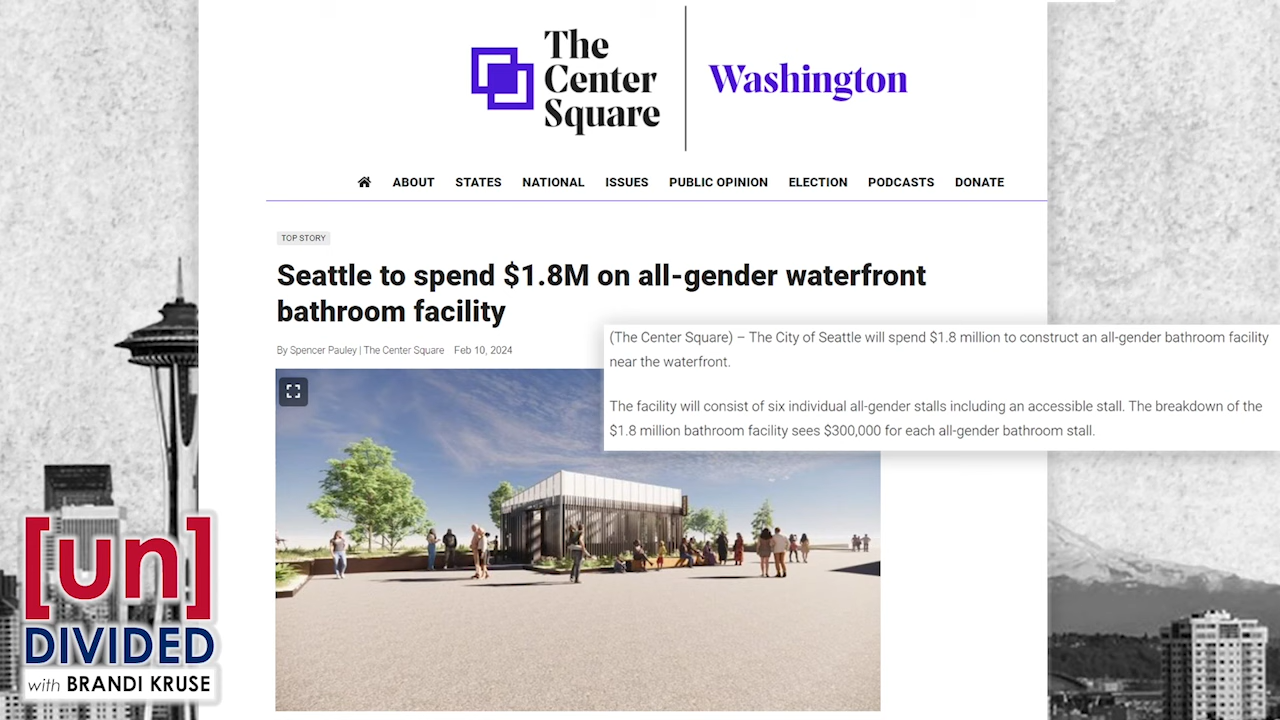 The
Center
Square
Washington
ABOUT STATES NATIONAL ISSUES PUBLIC OPINION ELECTION PODCASTS DONATE
TOP STORY
Seattle to spend $1.8M on all-gender waterfront
bathroom facility
By Spencer Pauley | The Center Square Feb 10, 2024
(The Center Square) – The City of Seattle will spend $1.8 million to construct an all-gender bathroom facility
near the waterfront.
The facility will consist of six individual all-gender stalls including an accessible stall. The breakdown of the
$1.8 million bathroom facility sees $300,000 for each all-gender bathroom stall.
[un]
DIVIDED
with BRANDI KRUSE